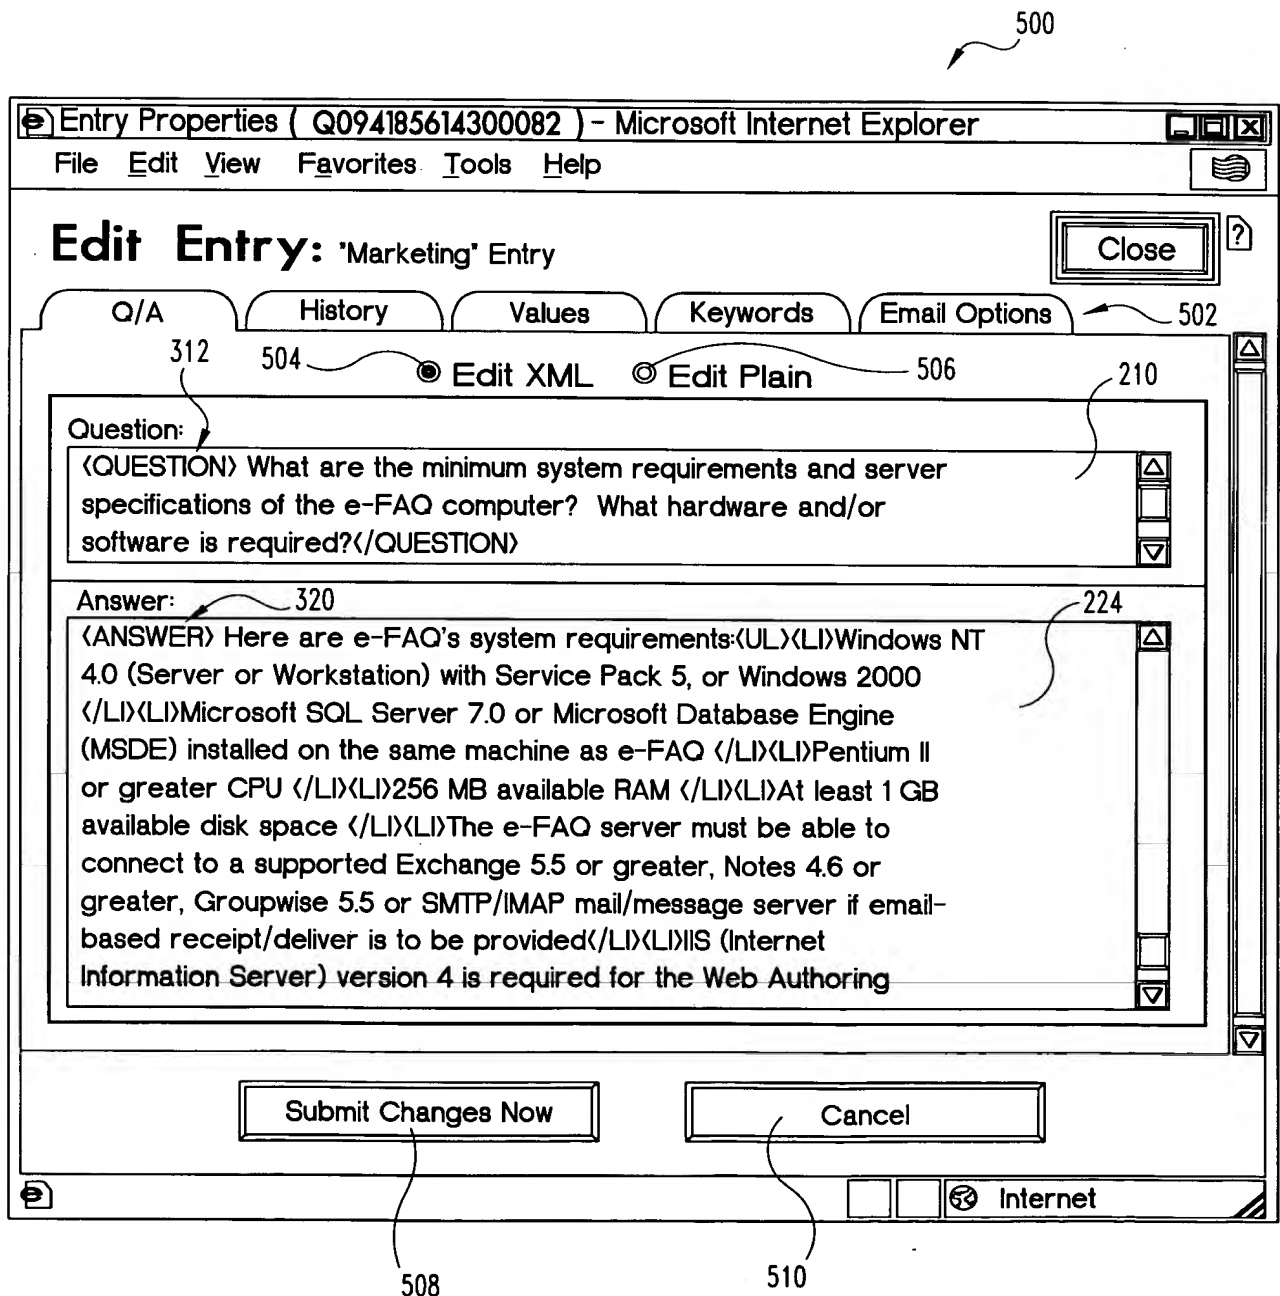 500
Entry Properties ( Q094185614300082 ) - Microsoft Internet Explorer
File Edit View Favorites Tools Help
Edit Entry: 'Marketing' Entry
Close
?
Q/A History Values Keywords Email Options
502
312
504
Edit XML
Edit Plain
506
210
Question:
⟨QUESTION⟩ What are the minimum system requirements and server
specifications of the e-FAQ computer? What hardware and/or
software is required?⟨/QUESTION⟩
Answer:
320
224
⟨ANSWER⟩ Here are e-FAQ's system requirements:⟨UL⟩⟨LI⟩Windows NT
4.0 (Server or Workstation) with Service Pack 5, or Windows 2000
⟨/LI⟩⟨LI⟩Microsoft SQL Server 7.0 or Microsoft Database Engine
(MSDE) installed on the same machine as e-FAQ ⟨/LI⟩⟨LI⟩Pentium II
or greater CPU ⟨/LI⟩⟨LI⟩256 MB available RAM ⟨/LI⟩⟨LI⟩At least 1 GB
available disk space ⟨/LI⟩⟨LI⟩The e-FAQ server must be able to
connect to a supported Exchange 5.5 or greater, Notes 4.6 or
greater, Groupwise 5.5 or SMTP/IMAP mail/message server if email-
based receipt/deliver is to be provided⟨/LI⟩⟨LI⟩IIS (Internet
Information Server) version 4 is required for the Web Authoring
Submit Changes Now
Cancel
Internet
508
510